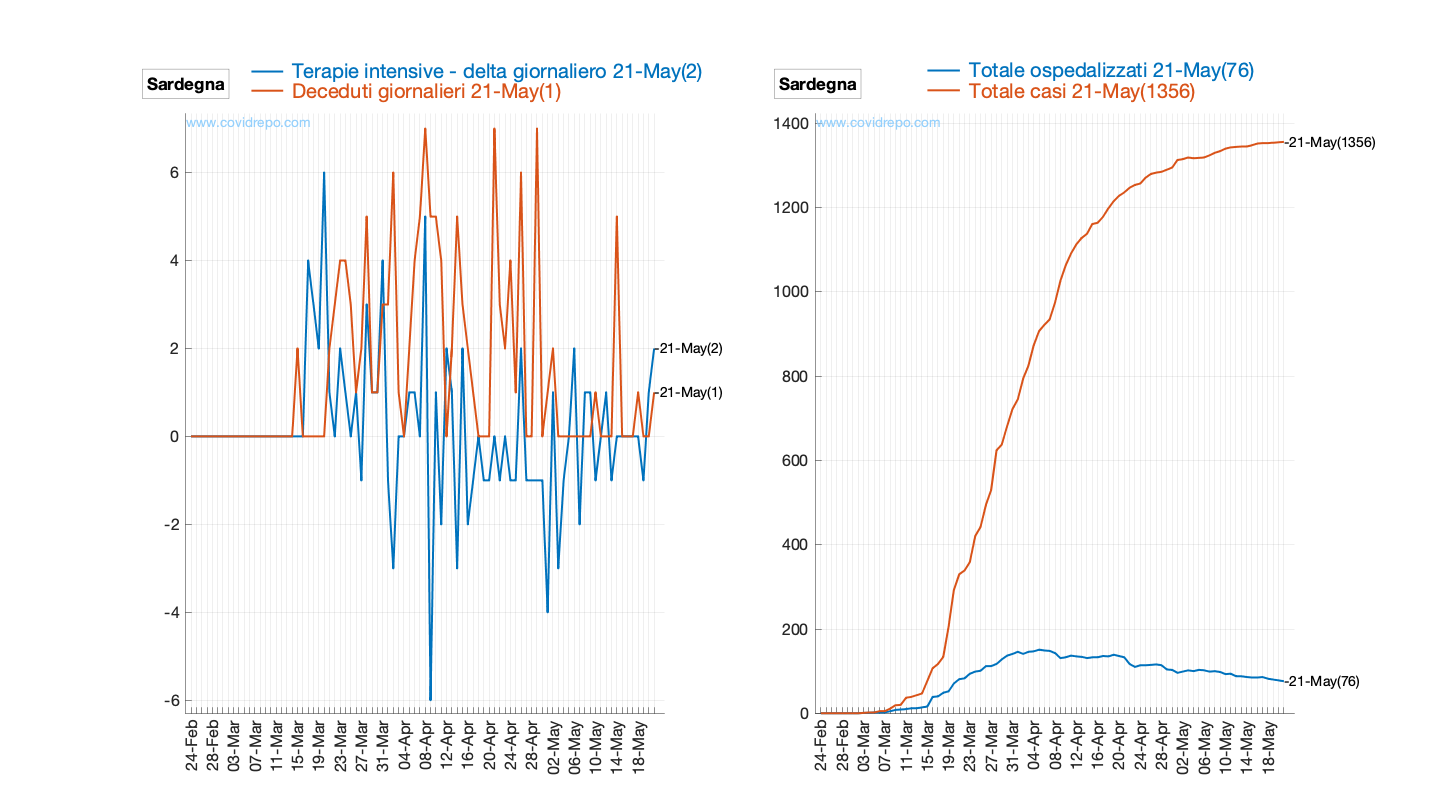 Sardegna
Terapie intensive - delta giornaliero 21-May(2)
Deceduti giornalieri 21-May(1)
www.covidrepo.com
6
4
2
0
-2
-4
-6
21-May(2)
21-May(1)
24-Feb
28-Feb
03-Mar
07-Mar
11-Mar
15-Mar
19-Mar
23-Mar
27-Mar
31-Mar
04-Apr
08-Apr
12-Apr
16-Apr
20-Apr
24-Apr
28-Apr
02-May
06-May
10-May
14-May
18-May
Sardegna
Totale ospedalizzati 21-May(76)
Totale casi 21-May(1356)
www.covidrepo.com
1400
1200
1000
800
600
400
200
0
21-May(1356)
21-May(76)
24-Feb
28-Feb
03-Mar
07-Mar
11-Mar
15-Mar
19-Mar
23-Mar
27-Mar
31-Mar
04-Apr
08-Apr
12-Apr
16-Apr
20-Apr
24-Apr
28-Apr
02-May
06-May
10-May
14-May
18-May